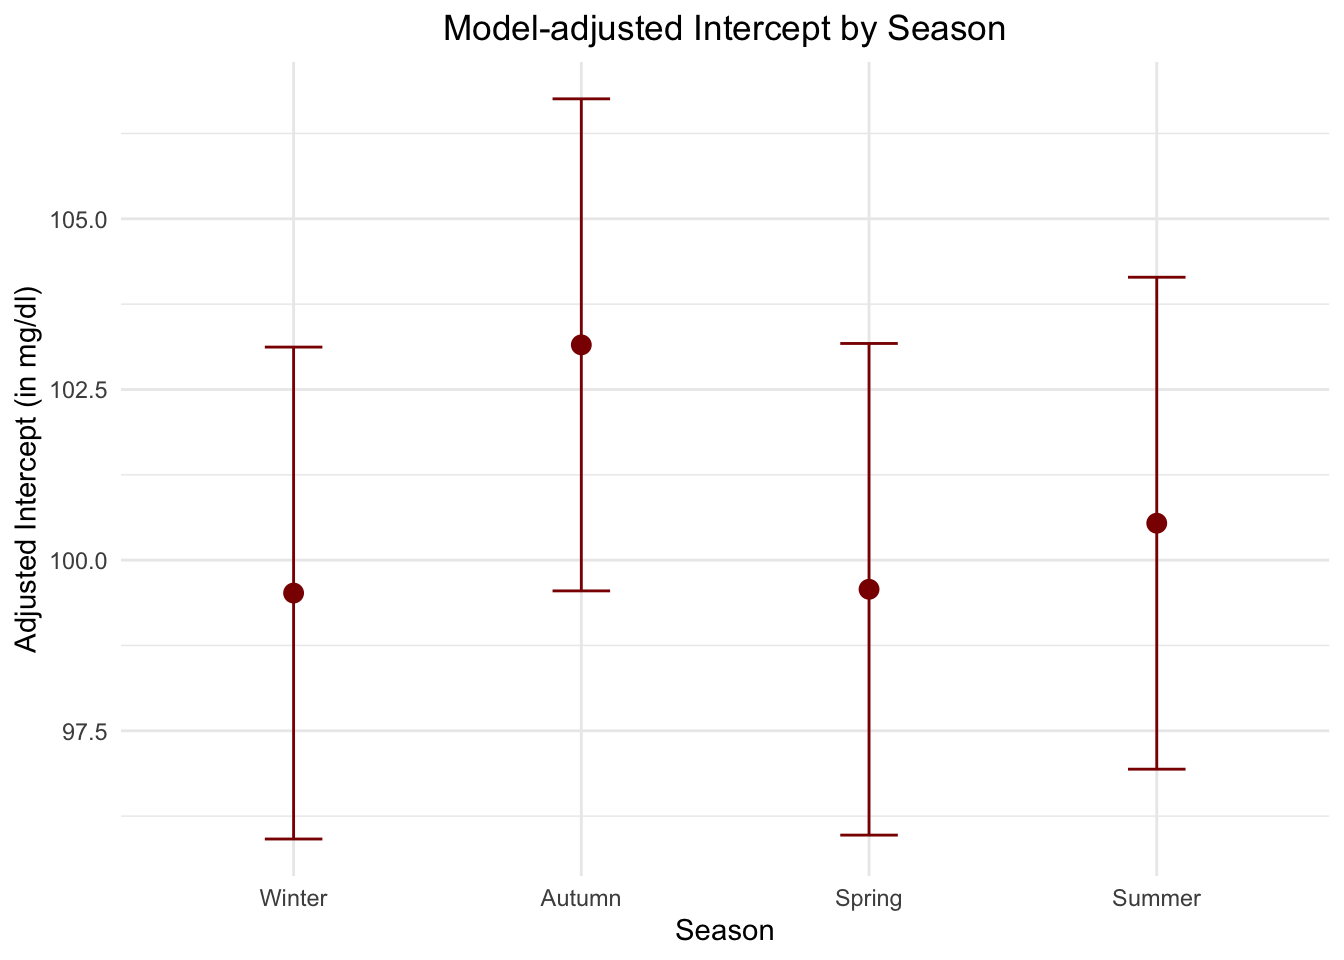 Model-adjusted Intercept by Season
Adjusted Intercept (in mg/dl)
105.0
102.5
100.0
97.5
Winter
Autumn
Spring
Summer
Season